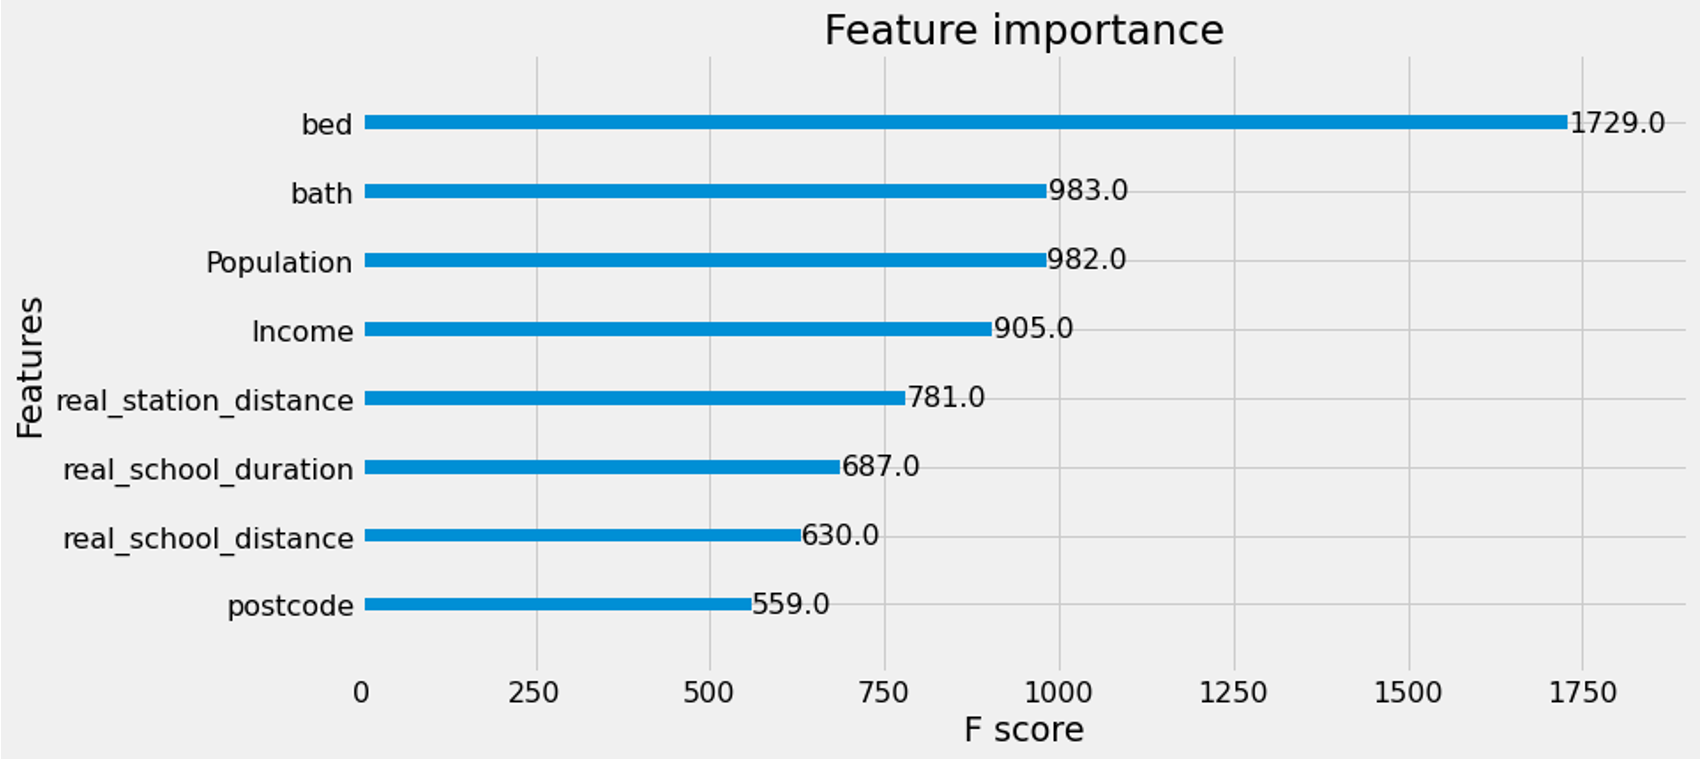 Feature importance
bed 1729.0
bath 983.0
Population 982.0
Income 905.0
real_station_distance 781.0
real_school_duration 687.0
real_school_distance 630.0
postcode 559.0
Features
0 250 500 750 1000 1250 1500 1750
F score